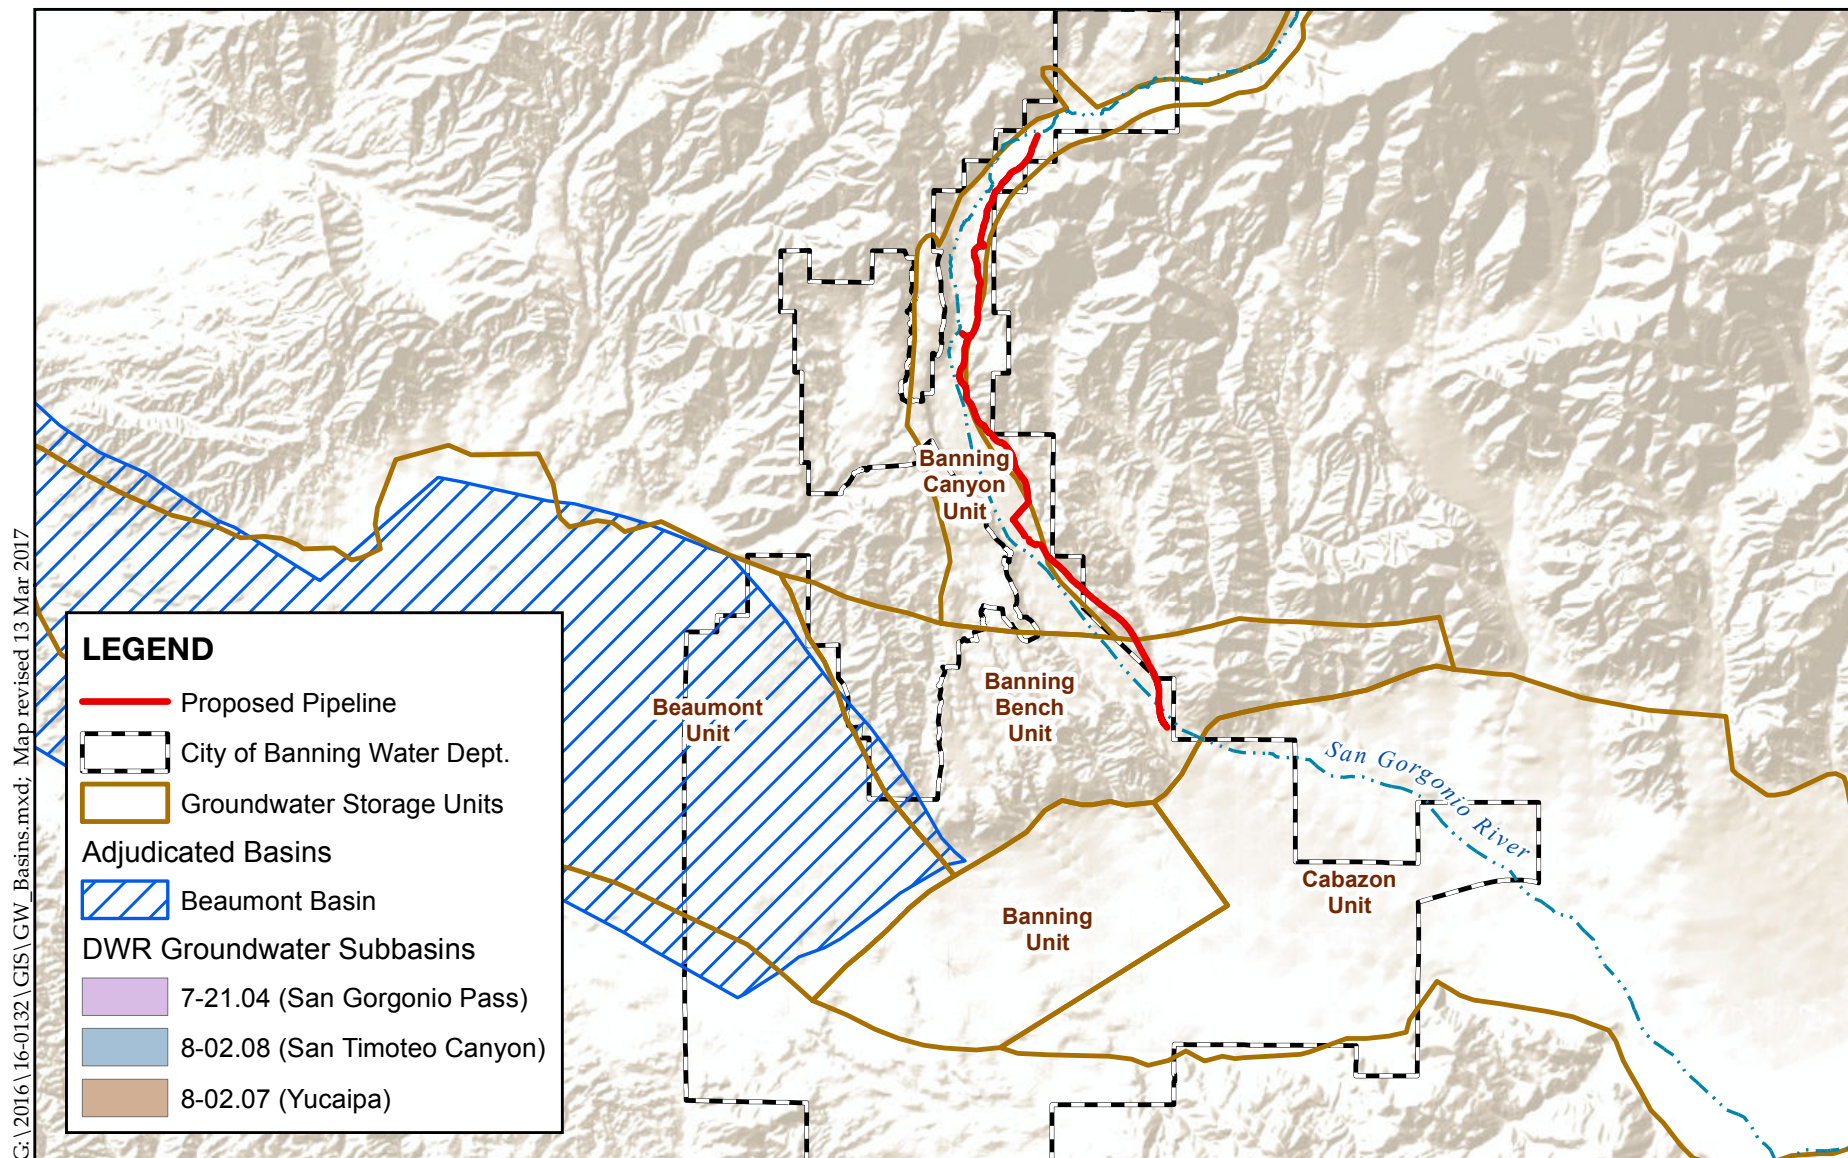 Banning
Canyon
Unit
Banning
Bench
Unit
Beaumont
Unit
San Gorgonio River
Cabazon
Unit
Banning
Unit
LEGEND
Proposed Pipeline
City of Banning Water Dept.
Groundwater Storage Units
Adjudicated Basins
Beaumont Basin
DWR Groundwater Subbasins
7-21.04 (San Gorgonio Pass)
8-02.08 (San Timoteo Canyon)
8-02.07 (Yucaipa)
G:\2016\16-0132\GIS\GW_Basins.mxd; Map revised 13 Mar 2017